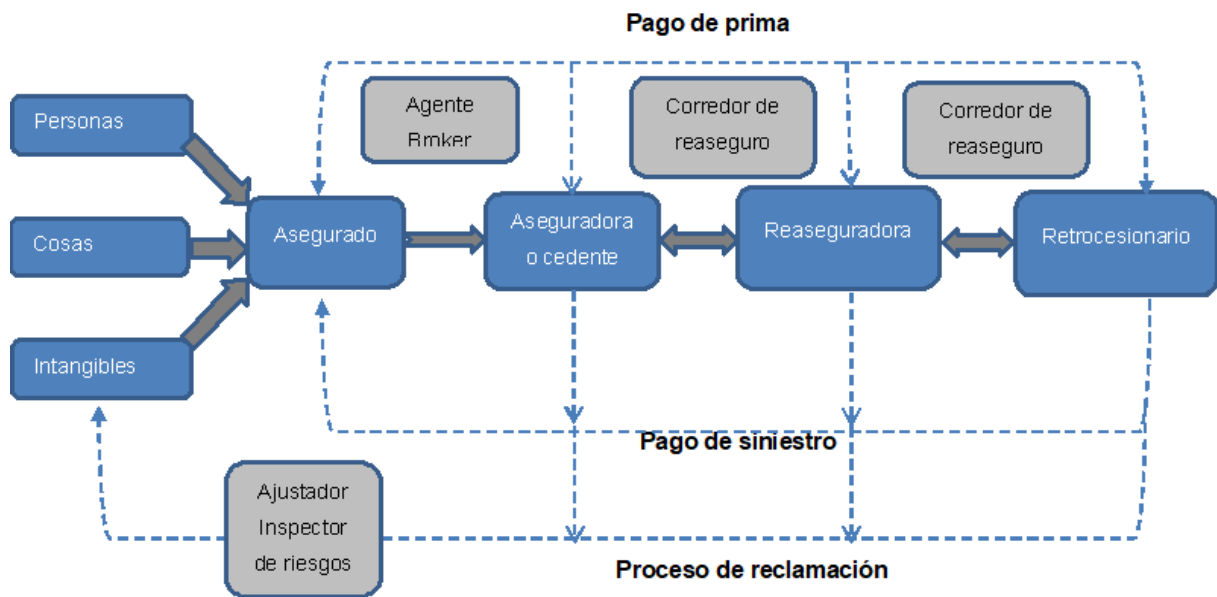 Pago de prima
Personas
Agente
Broker
Corredor de
reaseguro
Corredor de
reaseguro
Cosas
Asegurado
Aseguradora
o cedente
Reaseguradora
Retrocesionario
Intangibles
Pago de siniestro
Ajustador
Inspector
de riesgos
Proceso de reclamación